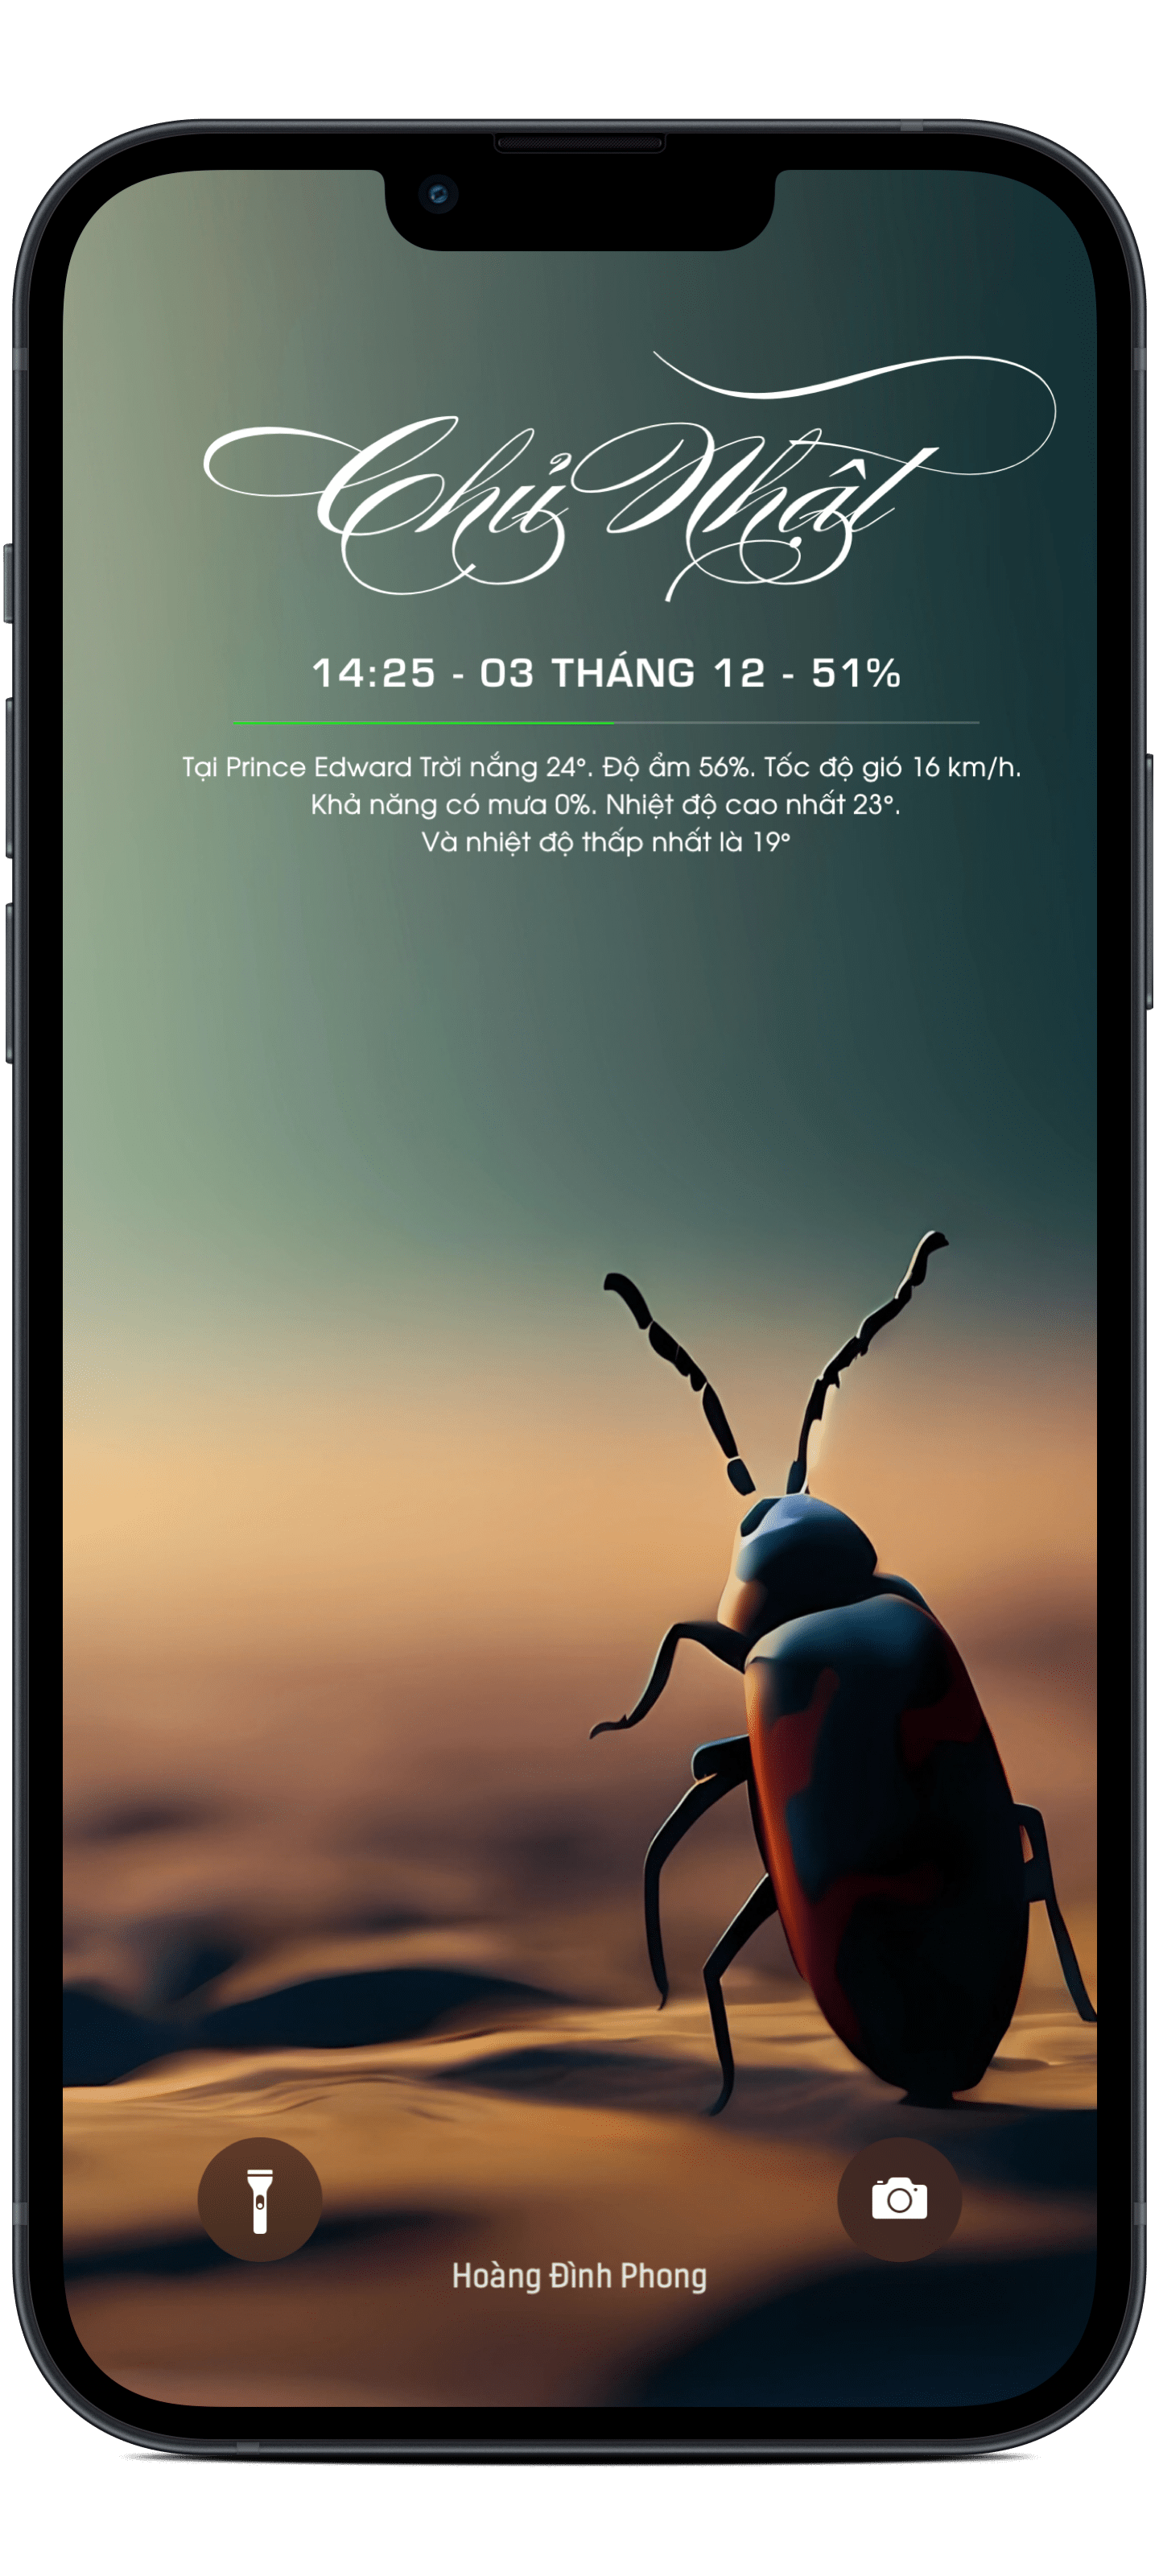 Chủ Nhật
14:25 - 03 THÁNG 12 - 51%
Tại Prince Edward Trời nắng 24°. Độ ẩm 56%. Tốc độ gió 16 km/h.
Khả năng có mưa 0%. Nhiệt độ cao nhất 23°.
Và nhiệt độ thấp nhất là 19°
Hoàng Đình Phong